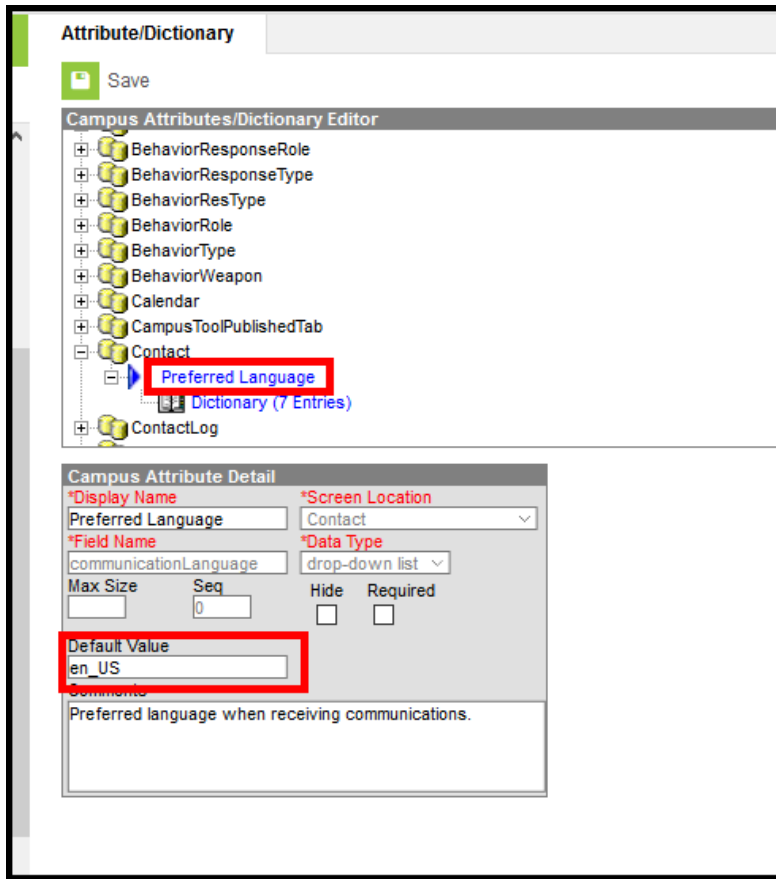 Attribute/Dictionary
Save
Campus Attributes/Dictionary Editor
BehaviorResponseRole
BehaviorResponseType
BehaviorResType
BehaviorRole
BehaviorType
BehaviorWeapon
Calendar
CampusToolPublishedTab
Contact
Preferred Language
Dictionary (7 Entries)
ContactLog
Campus Attribute Detail
*Display Name *Screen Location
Preferred Language Contact
*Field Name *Data Type
communicationLanguage drop-down list
Max Size Seq Hide Required
0
Default Value
en_US
Comments
Preferred language when receiving communications.